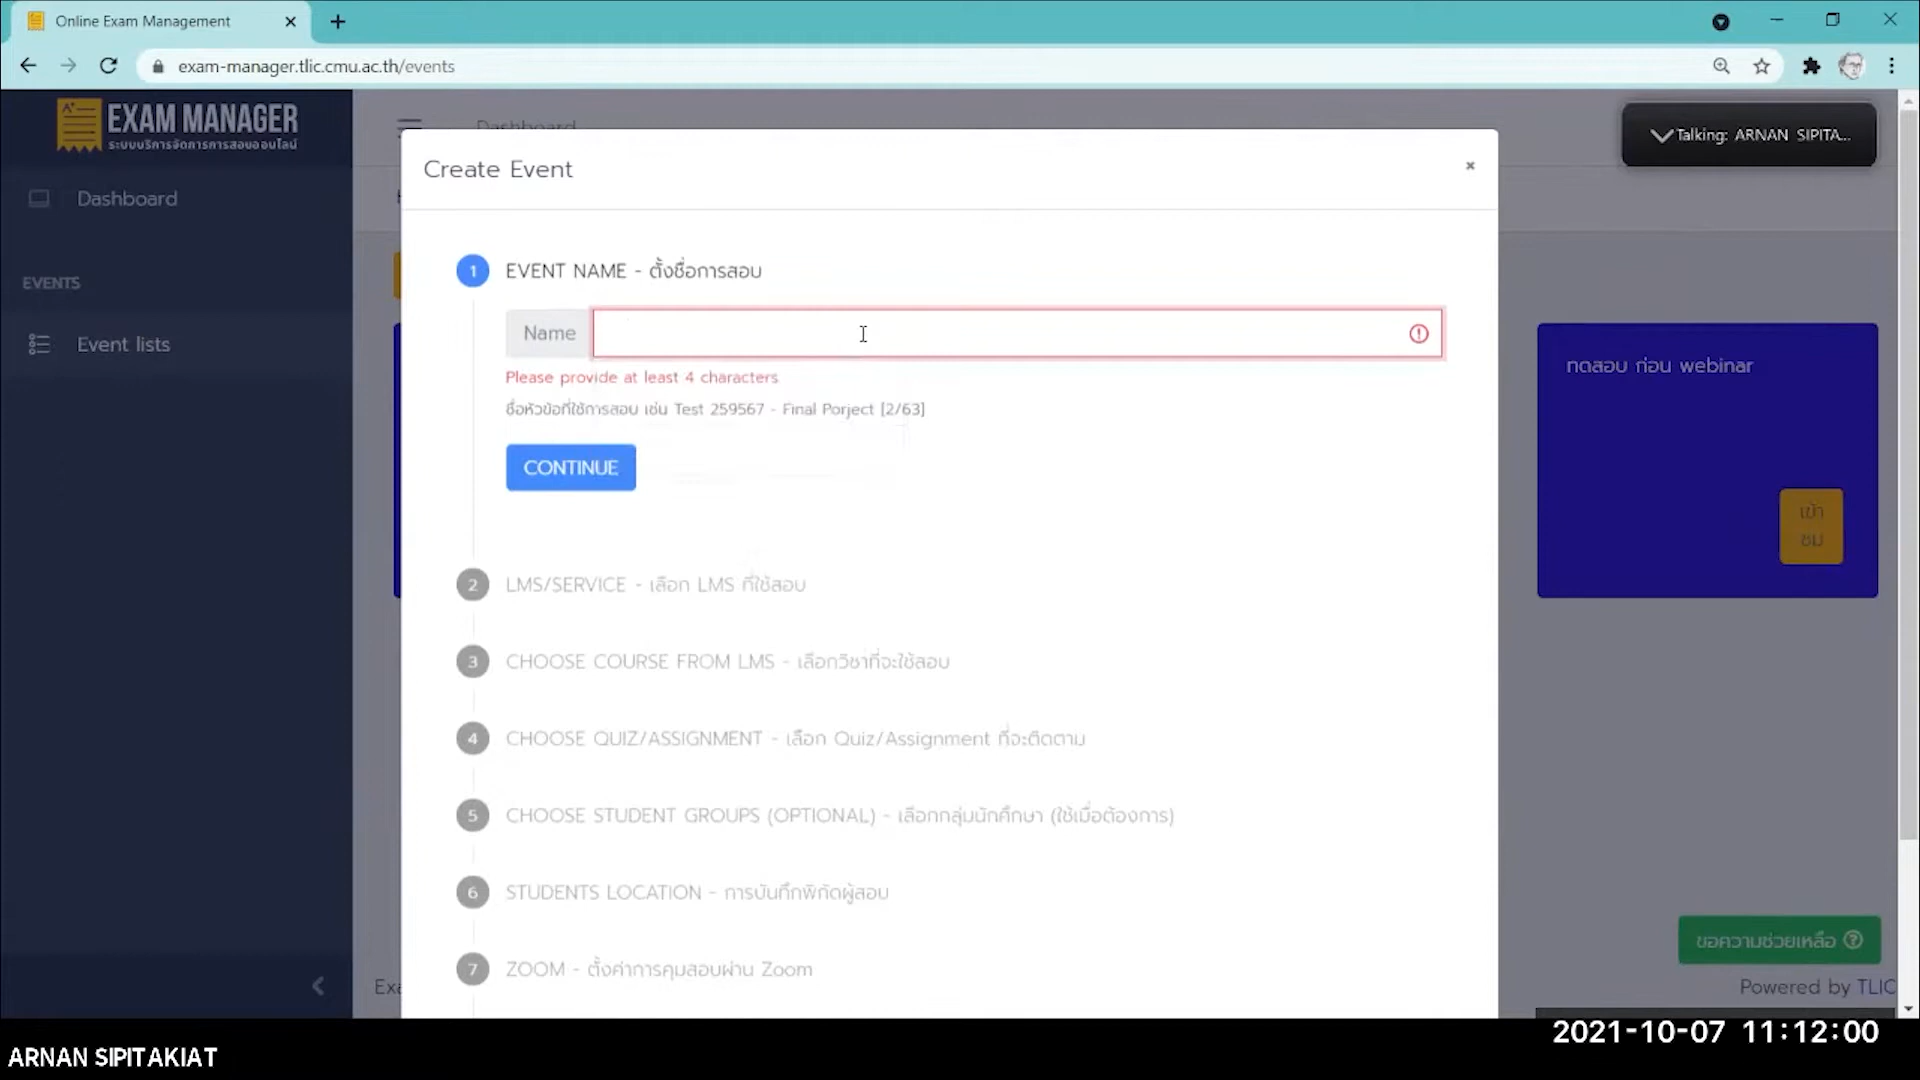 Online Exam Management
exam-manager.tlic.cmu.ac.th/events
EXAM MANAGER
ระบบบริการจัดการการสอบออนไลน์
Dashboard
Talking: ARNAN SIPITA...
Create Event
Dashboard
EVENTS
Event lists
1 EVENT NAME - ตั้งชื่อการสอบ
Name
Please provide at least 4 characters
ชื่อหัวข้อที่ใช้การสอบ เช่น Test 259567 - Final Porject [2/63]
CONTINUE
ทดสอบ ก่อน webinar
เข้า
ชม
2 LMS/SERVICE - เลือก LMS ที่ใช้สอบ
3 CHOOSE COURSE FROM LMS - เลือกวิชาที่จะใช้สอบ
4 CHOOSE QUIZ/ASSIGNMENT - เลือก Quiz/Assignment ที่จะติดตาม
5 CHOOSE STUDENT GROUPS (OPTIONAL) - เลือกกลุ่มนักศึกษา (ใช้เมื่อต้องการ)
6 STUDENTS LOCATION - การบันทึกพิกัดผู้สอบ
7 ZOOM - ตั้งค่าการคุมสอบผ่าน Zoom
ขอความช่วยเหลือ
Powered by TLIC
2021-10-07 11:12:00
ARNAN SIPITAKIAT